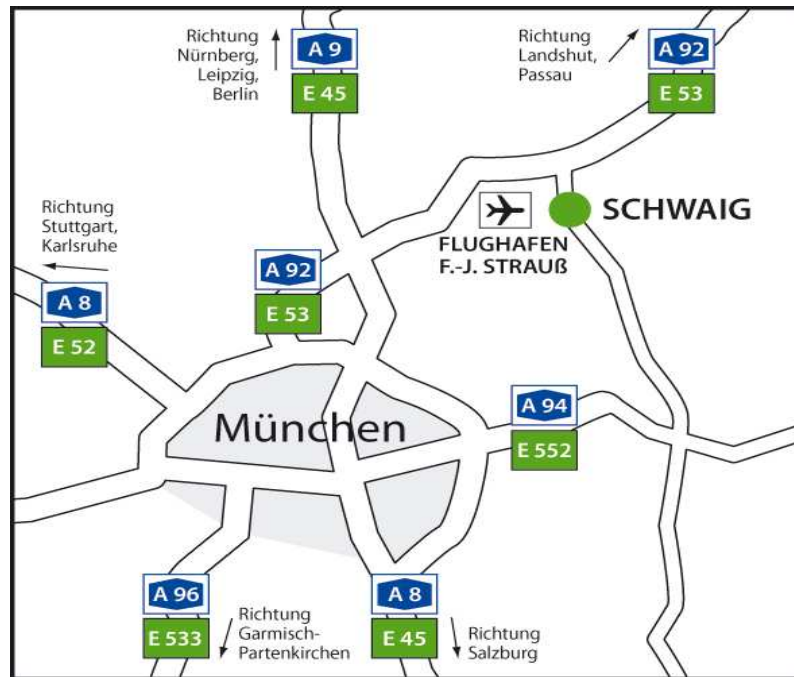 Richtung
Nürnberg,
Leipzig,
Berlin
A 9
E 45
Richtung
Landshut,
Passau
A 92
E 53
Richtung
Stuttgart,
Karlsruhe
A 8
E 52
A 92
E 53
FLUGHAFEN
F.-J. STRAUß
SCHWAIG
München
A 94
E 552
A 96
E 533
Richtung
Garmisch-
Partenkirchen
A 8
E 45
Richtung
Salzburg